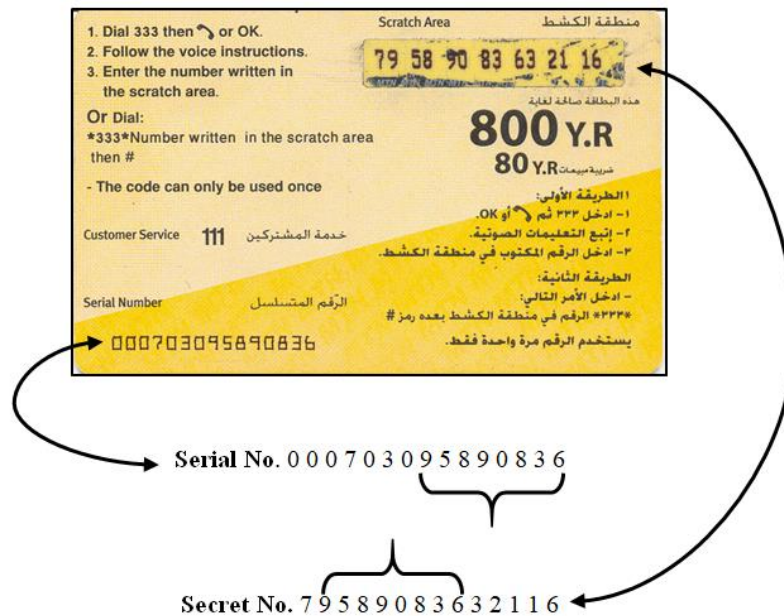 1. Dial 333 then or OK.
2. Follow the voice instructions.
3. Enter the number written in
the scratch area.
Or Dial:
*333*Number written in the scratch area
then #
- The code can only be used once
Customer Service 111 خدمة المشتركين
Serial Number الرّقم المتسلسل
000703095890836
Scratch Area منطقة الكشط
79 58 90 83 63 21 16
هذه البطاقة صالحة لغاية
800 Y.R
80 Y.R ضريبة مبيعات
الطريقة الأولى:
١- ادخل ٣٣٣ ثم أو OK.
٢- إتبع التعليمات الصوتية.
٣- ادخل الرقم المكتوب في منطقة الكشط.
الطريقة الثانية:
- ادخل الأمر التالي:
*٣٣٣* الرقم في منطقة الكشط بعده رمز #
يستخدم الرقم مرة واحدة فقط.
Serial No. 0 0 0 7 0 3 0 9 5 8 9 0 8 3 6
Secret No. 7 9 5 8 9 0 8 3 6 3 2 1 1 6